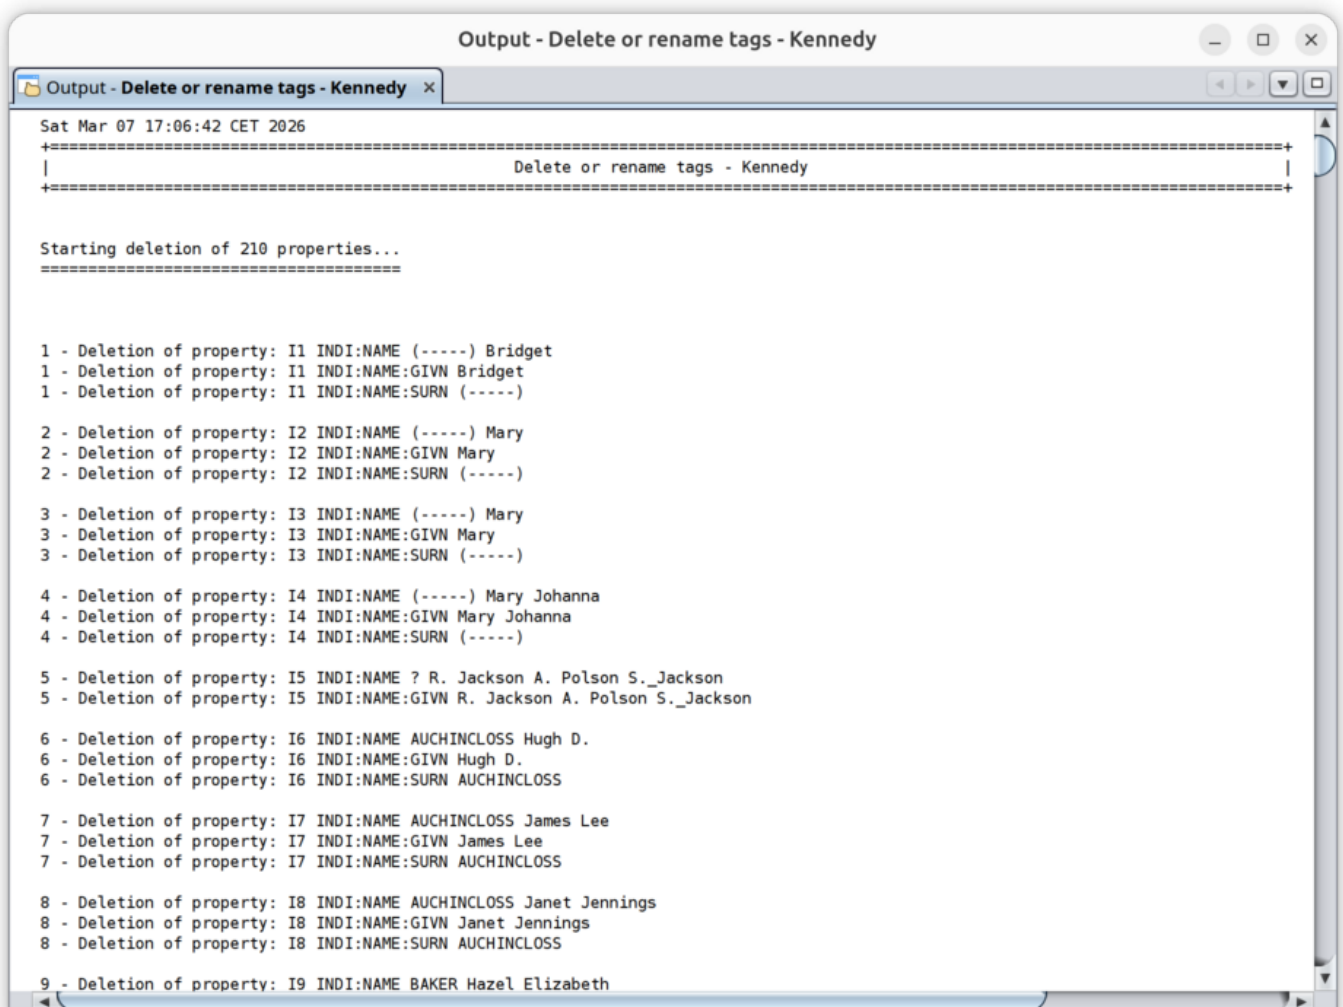 Output - Delete or rename tags - Kennedy
Output - Delete or rename tags - Kennedy
Sat Mar 07 17:06:42 CET 2026
+==================================================================================================================================+
|                                                 Delete or rename tags - Kennedy                                                  |
+==================================================================================================================================+
Starting deletion of 210 properties...
======================================
1 - Deletion of property: I1 INDI:NAME (-----) Bridget
1 - Deletion of property: I1 INDI:NAME:GIVN Bridget
1 - Deletion of property: I1 INDI:NAME:SURN (-----)
2 - Deletion of property: I2 INDI:NAME (-----) Mary
2 - Deletion of property: I2 INDI:NAME:GIVN Mary
2 - Deletion of property: I2 INDI:NAME:SURN (-----)
3 - Deletion of property: I3 INDI:NAME (-----) Mary
3 - Deletion of property: I3 INDI:NAME:GIVN Mary
3 - Deletion of property: I3 INDI:NAME:SURN (-----)
4 - Deletion of property: I4 INDI:NAME (-----) Mary Johanna
4 - Deletion of property: I4 INDI:NAME:GIVN Mary Johanna
4 - Deletion of property: I4 INDI:NAME:SURN (-----)
5 - Deletion of property: I5 INDI:NAME ? R. Jackson A. Polson S._Jackson
5 - Deletion of property: I5 INDI:NAME:GIVN R. Jackson A. Polson S._Jackson
6 - Deletion of property: I6 INDI:NAME AUCHINCLOSS Hugh D.
6 - Deletion of property: I6 INDI:NAME:GIVN Hugh D.
6 - Deletion of property: I6 INDI:NAME:SURN AUCHINCLOSS
7 - Deletion of property: I7 INDI:NAME AUCHINCLOSS James Lee
7 - Deletion of property: I7 INDI:NAME:GIVN James Lee
7 - Deletion of property: I7 INDI:NAME:SURN AUCHINCLOSS
8 - Deletion of property: I8 INDI:NAME AUCHINCLOSS Janet Jennings
8 - Deletion of property: I8 INDI:NAME:GIVN Janet Jennings
8 - Deletion of property: I8 INDI:NAME:SURN AUCHINCLOSS
9 - Deletion of property: I9 INDI:NAME BAKER Hazel Elizabeth